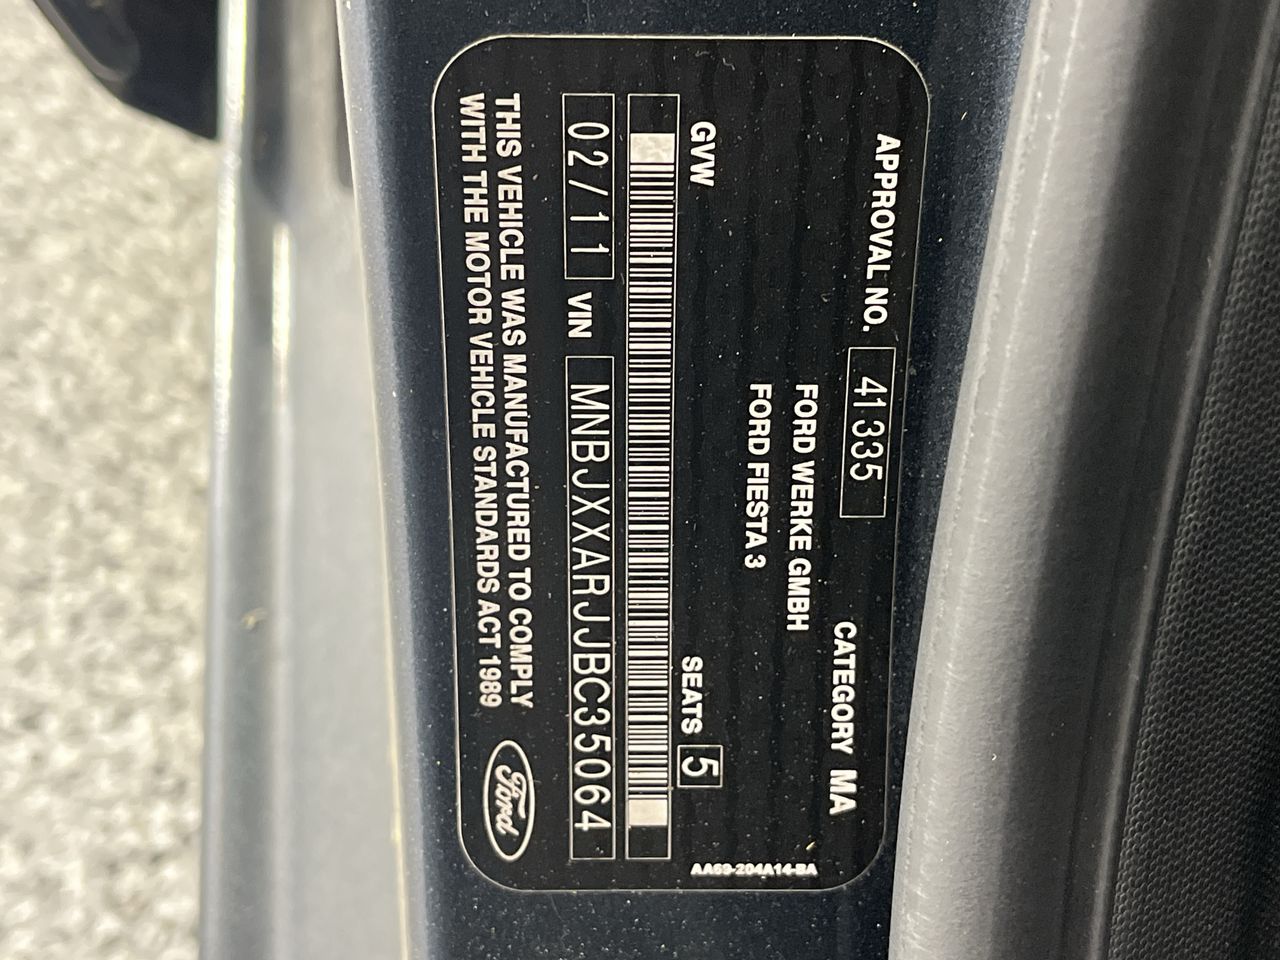 APPROVAL NO. 41335 CATEGORY MA
FORD WERKE GMBH
FORD FIESTA 3
GVW SEATS 5
02/11 VIN MNBJXXARJJBC35064
THIS VEHICLE WAS MANUFACTURED TO COMPLY
WITH THE MOTOR VEHICLE STANDARDS ACT 1989
Ford
AA69-204A14-BA